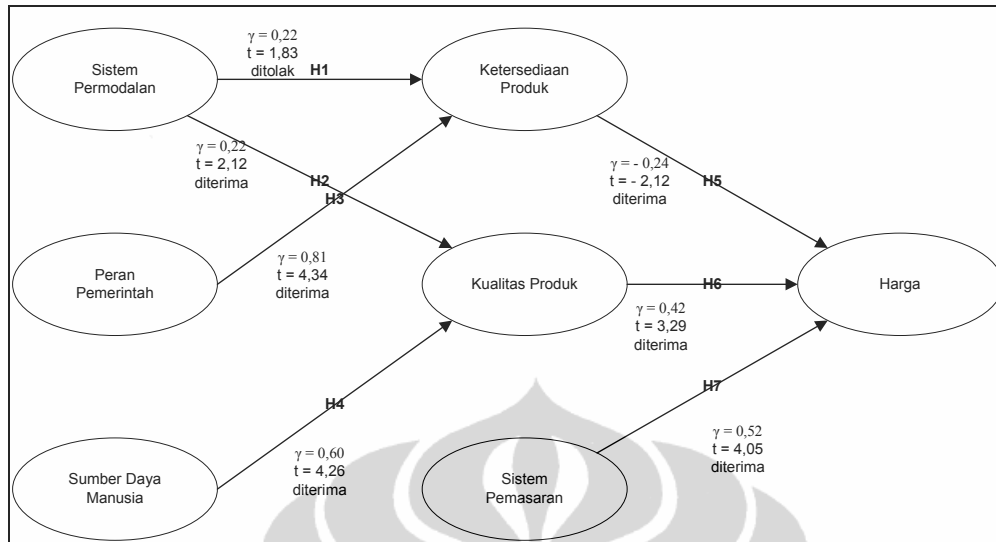 γ = 0,22
t = 1,83
ditolak
H1
Sistem
Permodalan
Ketersediaan
Produk
γ = 0,22
t = 2,12
diterima
H2
H3
γ = - 0,24
t = - 2,12
diterima
H5
Peran
Pemerintah
γ = 0,81
t = 4,34
diterima
Kualitas Produk
H6
γ = 0,42
t = 3,29
diterima
Harga
H4
H7
γ = 0,60
t = 4,26
diterima
Sumber Daya
Manusia
Sistem
Pemasaran
γ = 0,52
t = 4,05
diterima